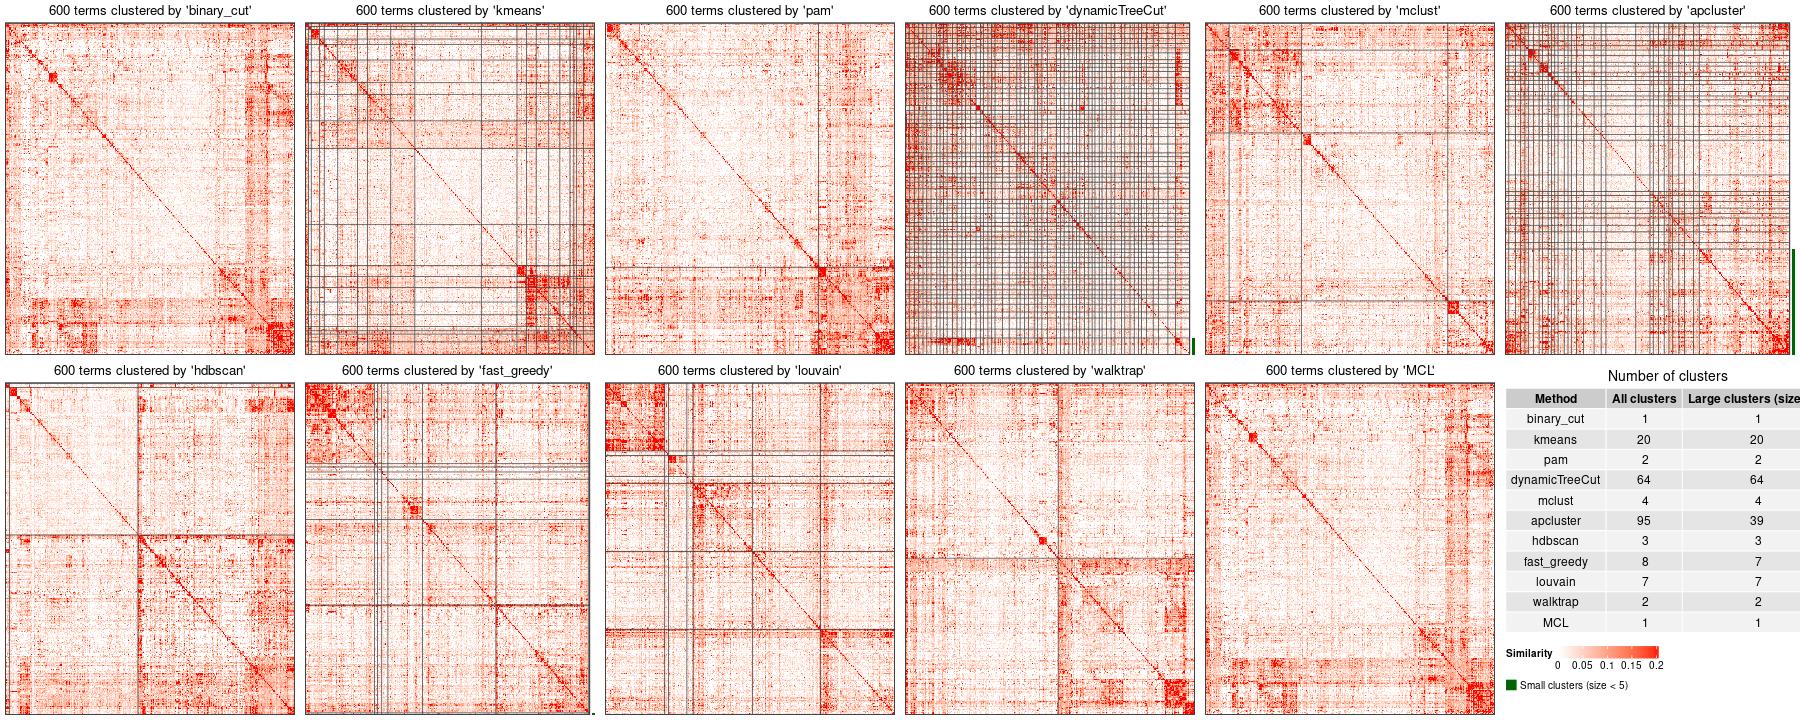 600 terms clustered by 'binary_cut'
600 terms clustered by 'kmeans'
600 terms clustered by 'pam'
600 terms clustered by 'dynamicTreeCut'
600 terms clustered by 'mclust'
600 terms clustered by 'apcluster'
600 terms clustered by 'hdbscan'
600 terms clustered by 'fast_greedy'
600 terms clustered by 'louvain'
600 terms clustered by 'walktrap'
600 terms clustered by 'MCL'
Number of clusters
Method All clusters Large clusters (size
binary_cut 1 1
kmeans 20 20
pam 2 2
dynamicTreeCut 64 64
mclust 4 4
apcluster 95 39
hdbscan 3 3
fast_greedy 8 7
louvain 7 7
walktrap 2 2
MCL 1 1
Similarity
0 0.05 0.1 0.15 0.2
Small clusters (size < 5)